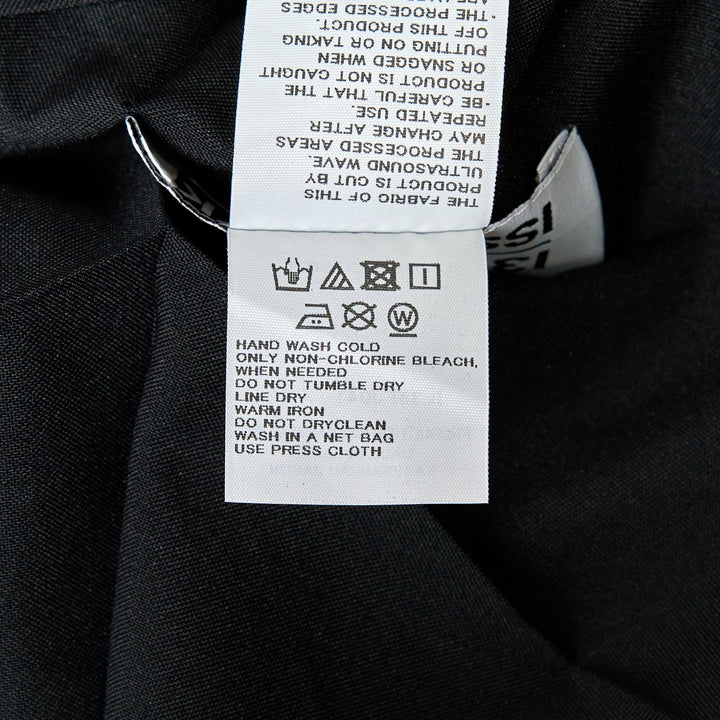 THE FABRIC OF THIS
PRODUCT IS CUT BY
ULTRASOUND WAVE.
THE PROCESSED AREAS
MAY CHANGE AFTER
REPEATED USE.
·BE CAREFUL THAT THE
PRODUCT IS NOT CAUGHT
OR SNAGGED WHEN
PUTTING ON OR TAKING
OFF THIS PRODUCT.
·THE PROCESSED EDGES
W
HAND WASH COLD
ONLY NON-CHLORINE BLEACH,
WHEN NEEDED
DO NOT TUMBLE DRY
LINE DRY
WARM IRON
DO NOT DRYCLEAN
WASH IN A NET BAG
USE PRESS CLOTH